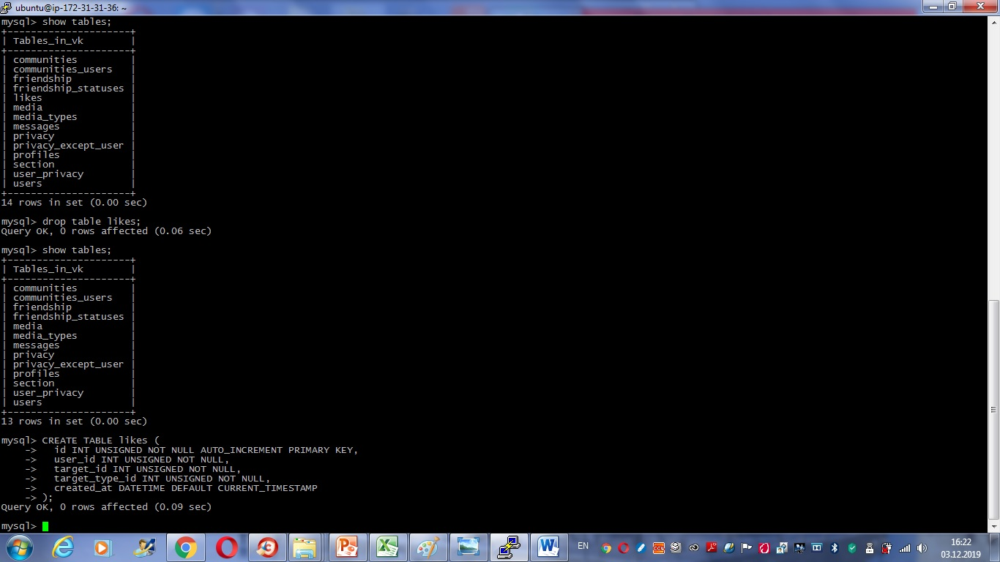 ubuntu@ip-172-31-31-36: ~
mysql> show tables;
+---------------------+
| Tables_in_vk        |
+---------------------+
| communities         |
| communities_users   |
| friendship          |
| friendship_statuses |
| likes               |
| media               |
| media_types         |
| messages            |
| privacy             |
| privacy_except_user |
| profiles            |
| section             |
| user_privacy        |
| users               |
+---------------------+
14 rows in set (0.00 sec)
mysql> drop table likes;
Query OK, 0 rows affected (0.06 sec)
mysql> show tables;
+---------------------+
| Tables_in_vk        |
+---------------------+
| communities         |
| communities_users   |
| friendship          |
| friendship_statuses |
| media               |
| media_types         |
| messages            |
| privacy             |
| privacy_except_user |
| profiles            |
| section             |
| user_privacy        |
| users               |
+---------------------+
13 rows in set (0.00 sec)
mysql> CREATE TABLE likes (
    ->   id INT UNSIGNED NOT NULL AUTO_INCREMENT PRIMARY KEY,
    ->   user_id INT UNSIGNED NOT NULL,
    ->   target_id INT UNSIGNED NOT NULL,
    ->   target_type_id INT UNSIGNED NOT NULL,
    ->   created_at DATETIME DEFAULT CURRENT_TIMESTAMP
    -> );
Query OK, 0 rows affected (0.09 sec)
mysql>
EN
16:22
03.12.2019